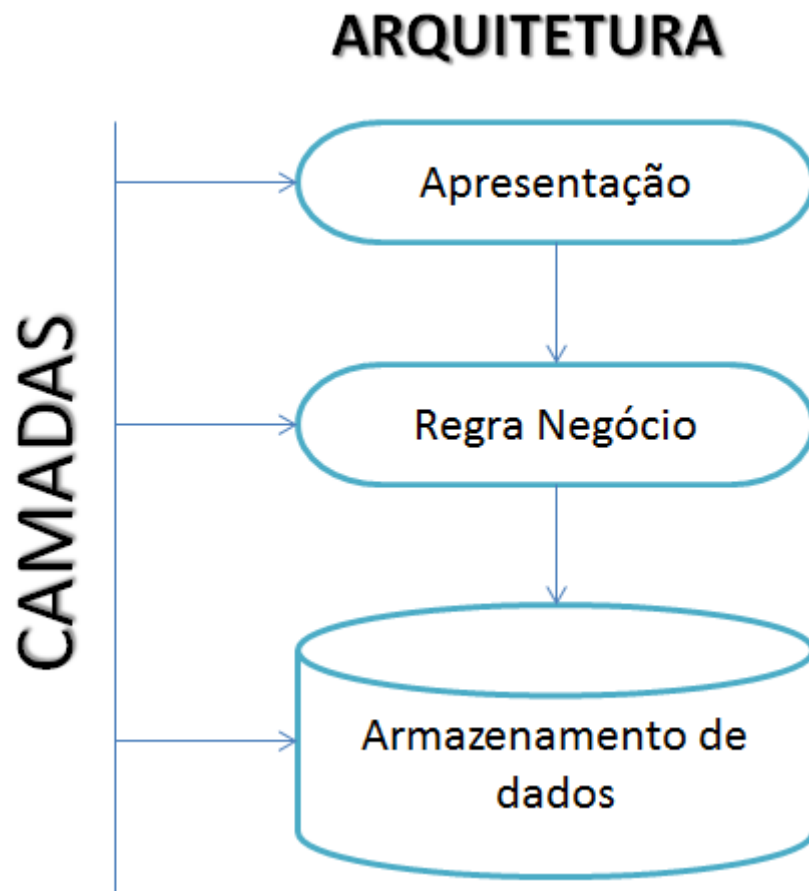 ARQUITETURA
CAMADAS
Apresentação
Regra Negócio
Armazenamento de
dados